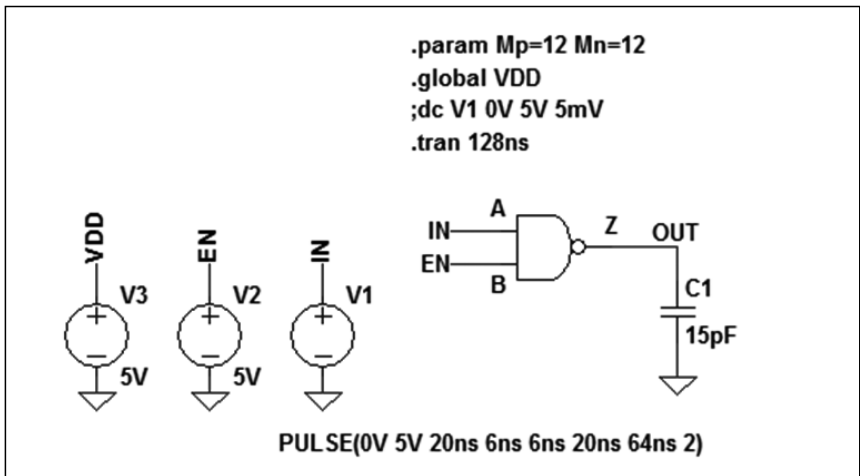 .param Mp=12 Mn=12
.global VDD
;dc V1 0V 5V 5mV
.tran 128ns
VDD
EN
IN
V3
V2
V1
5V
5V
A
IN
EN
B
Z
OUT
C1
15pF
PULSE(0V 5V 20ns 6ns 6ns 20ns 64ns 2)